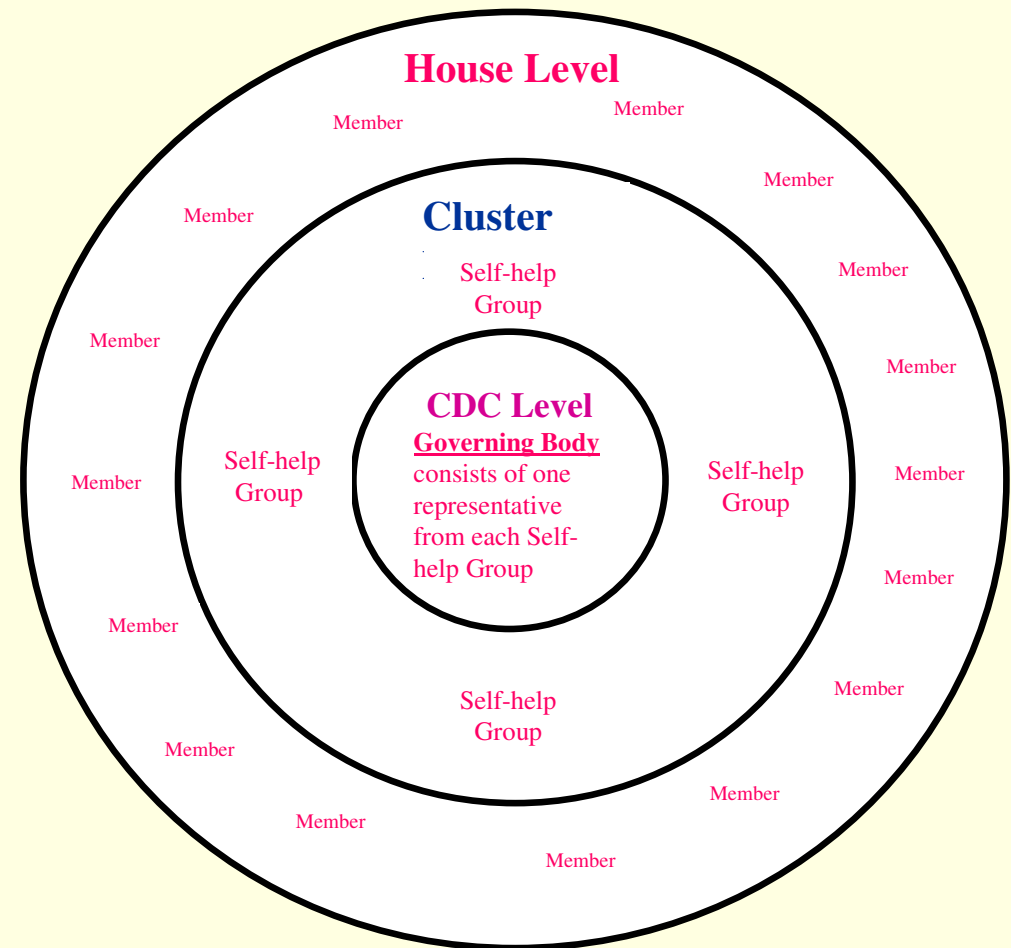 House Level
Member
Member
Member
Member
Cluster
Self-help
Group
Member
Member
Member
CDC Level
Governing Body
consists of one
representative
from each Self-
help Group
Self-help
Group
Self-help
Group
Member
Member
Member
Member
Member
Self-help
Group
Member
Member
Member
Member